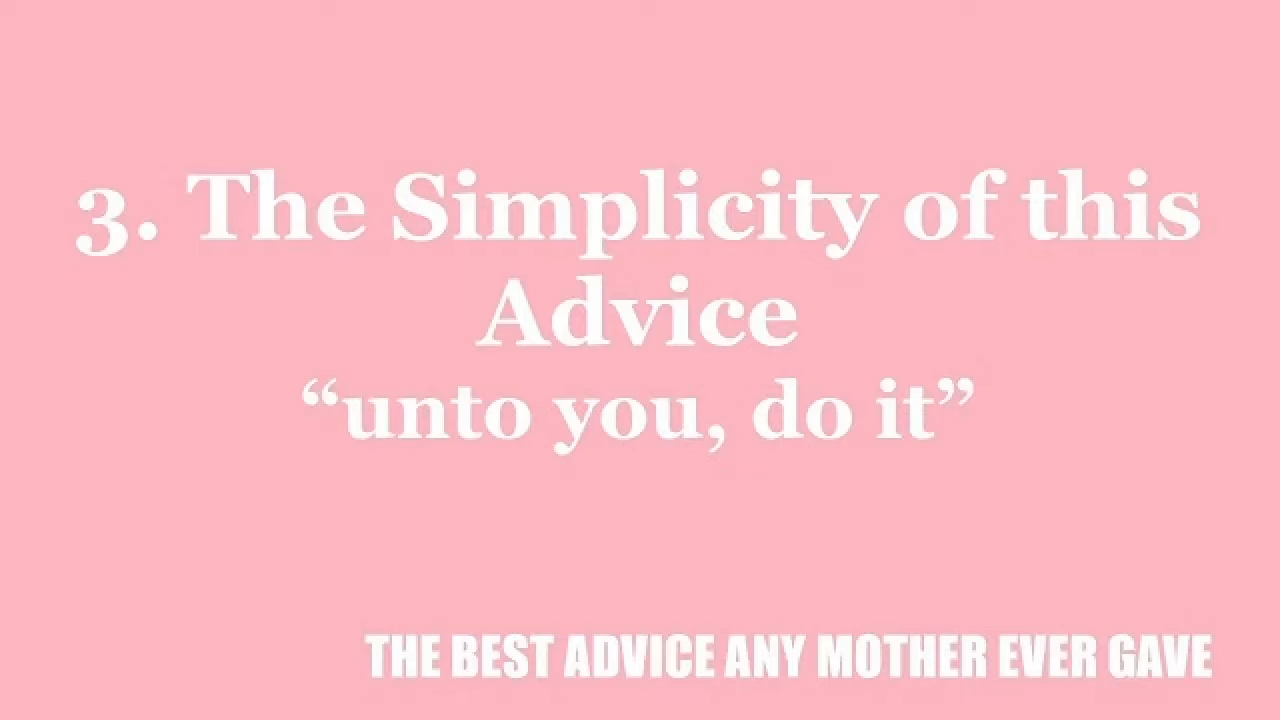 3. The Simplicity of this
Advice
“unto you, do it”
THE BEST ADVICE ANY MOTHER EVER GAVE